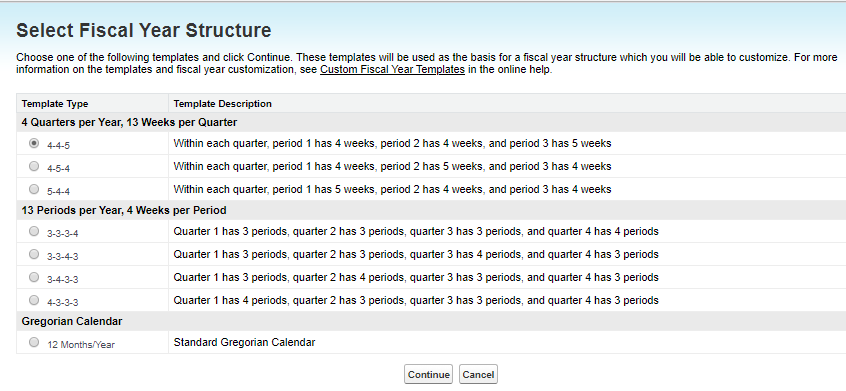 Select Fiscal Year Structure
Choose one of the following templates and click Continue. These templates will be used as the basis for a fiscal year structure which you will be able to customize. For more
information on the templates and fiscal year customization, see Custom Fiscal Year Templates in the online help.
Template Type Template Description
4 Quarters per Year, 13 Weeks per Quarter
4-4-5 Within each quarter, period 1 has 4 weeks, period 2 has 4 weeks, and period 3 has 5 weeks
4-5-4 Within each quarter, period 1 has 4 weeks, period 2 has 5 weeks, and period 3 has 4 weeks
5-4-4 Within each quarter, period 1 has 5 weeks, period 2 has 4 weeks, and period 3 has 4 weeks
13 Periods per Year, 4 Weeks per Period
3-3-3-4 Quarter 1 has 3 periods, quarter 2 has 3 periods, quarter 3 has 3 periods, and quarter 4 has 4 periods
3-3-4-3 Quarter 1 has 3 periods, quarter 2 has 3 periods, quarter 3 has 4 periods, and quarter 4 has 3 periods
3-4-3-3 Quarter 1 has 3 periods, quarter 2 has 4 periods, quarter 3 has 3 periods, and quarter 4 has 3 periods
4-3-3-3 Quarter 1 has 4 periods, quarter 2 has 3 periods, quarter 3 has 3 periods, and quarter 4 has 3 periods
Gregorian Calendar
12 Months/Year Standard Gregorian Calendar
Continue Cancel